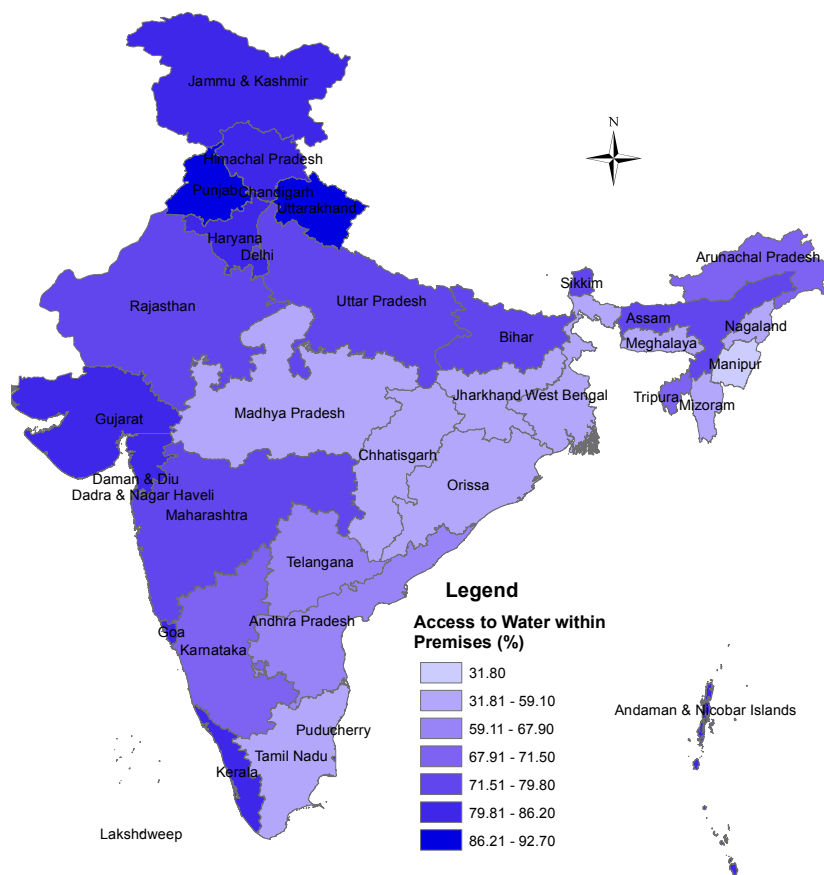 Jammu & Kashmir
N
Himachal Pradesh
Punjab
Chandigarh
Uttarakhand
Haryana
Delhi
Arunachal Pradesh
Sikkim
Rajasthan
Uttar Pradesh
Assam
Nagaland
Bihar
Meghalaya
Manipur
Jharkhand
West Bengal
Tripura
Mizoram
Madhya Pradesh
Gujarat
Chhatisgarh
Daman & Diu
Orissa
Dadra & Nagar Haveli
Maharashtra
Telangana
Legend
Andhra Pradesh
Access to Water within
Premises (%)
Goa
Karnataka
31.80
31.81 - 59.10
59.11 - 67.90
67.91 - 71.50
71.51 - 79.80
79.81 - 86.20
86.21 - 92.70
Andaman & Nicobar Islands
Puducherry
Tamil Nadu
Kerala
Lakshdweep